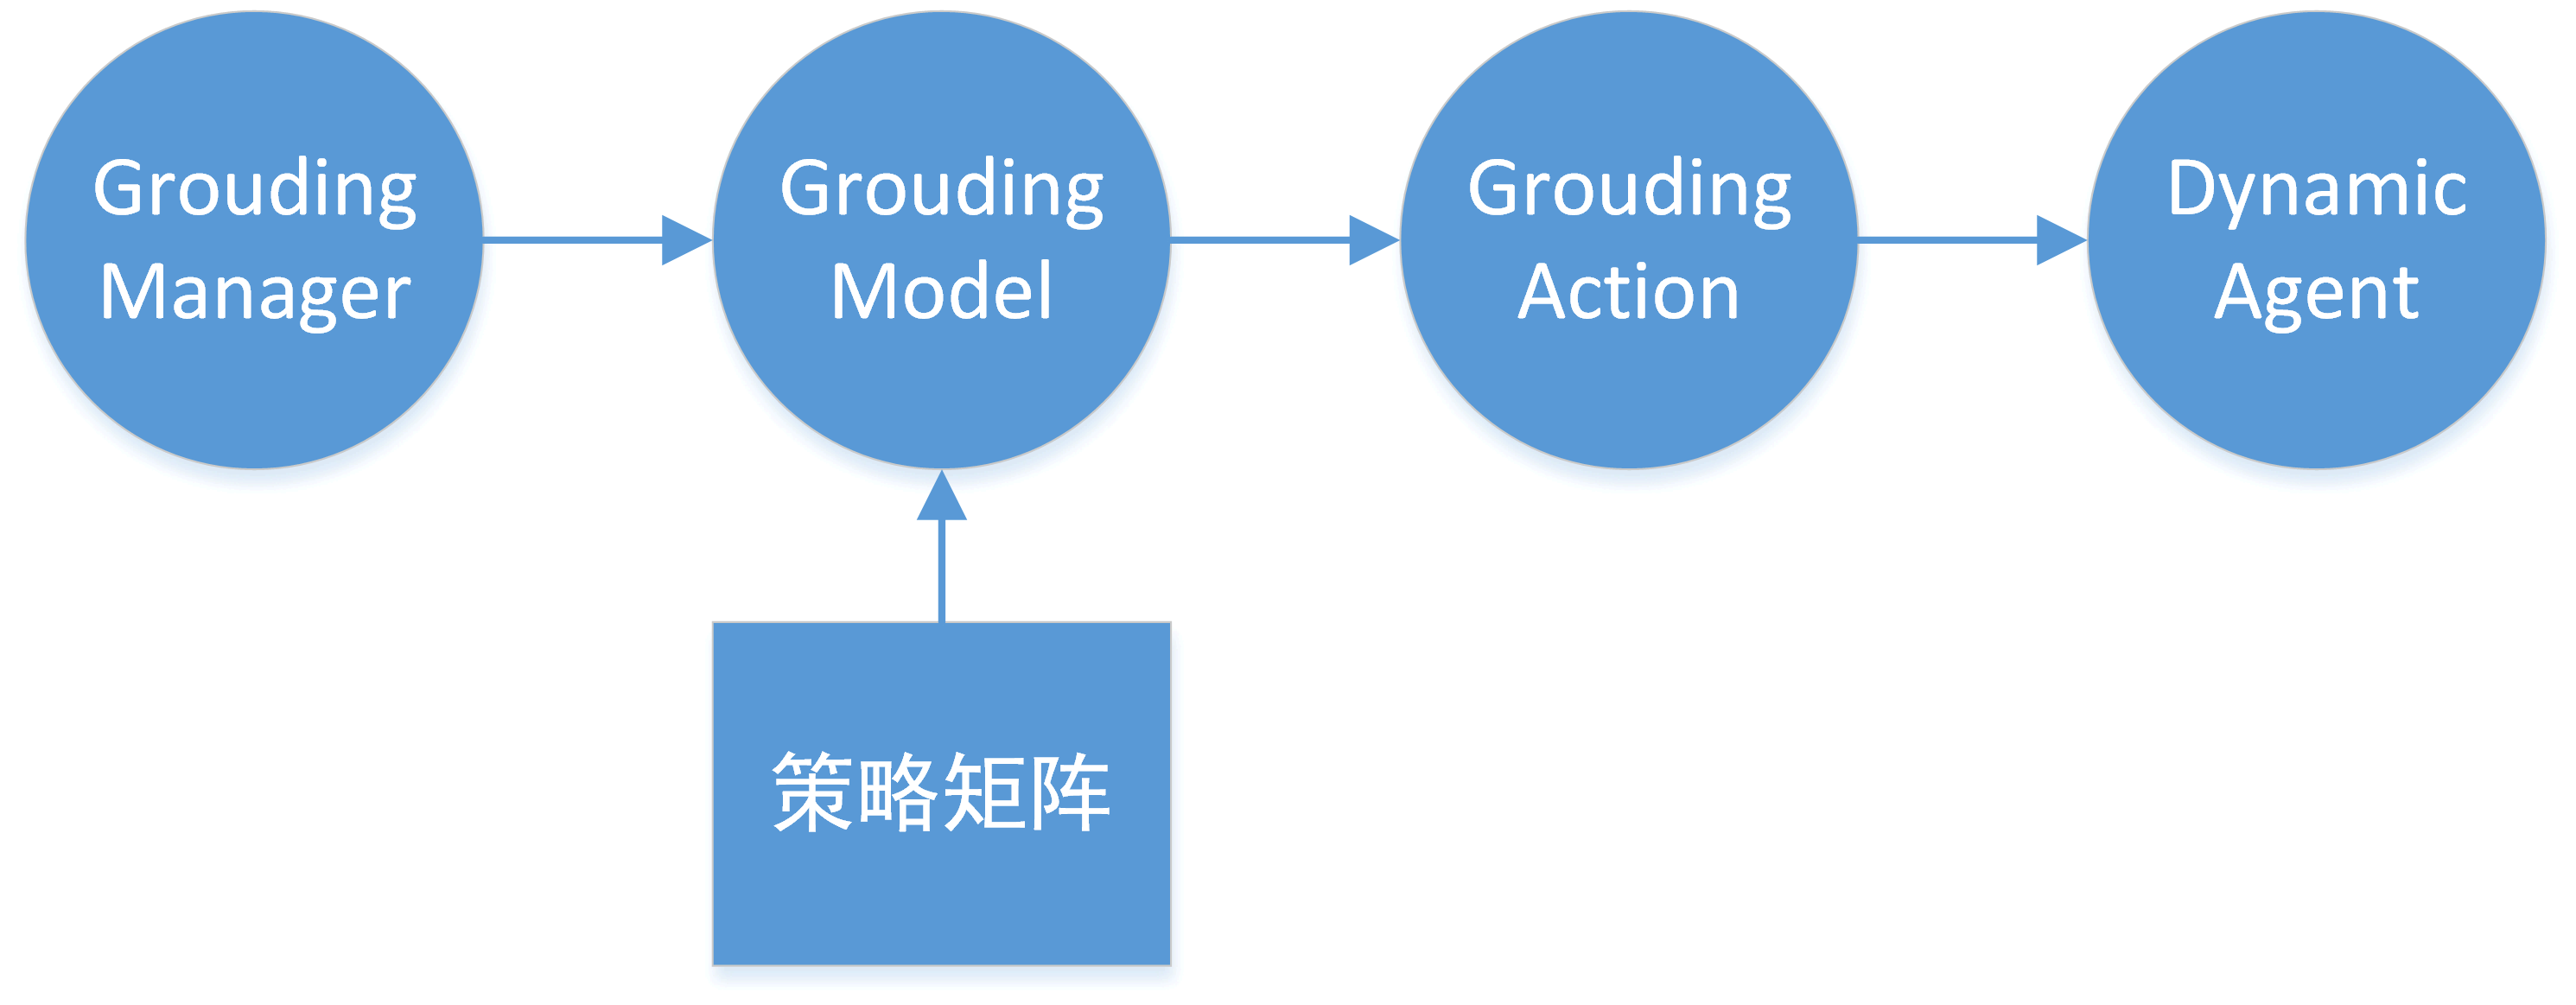 Grouding
Manager
Grouding
Model
Grouding
Action
Dynamic
Agent
策略矩阵